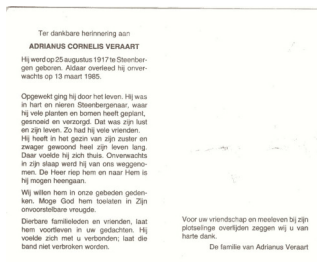 Ter dankbare herinnering aan
ADRIANUS CORNELIS VERAART
Hij werd op 25 augustus 1917 te Steenber-
gen geboren. Aldaar overleed hij onver-
wachts op 13 maart 1985.
Opgewekt ging hij door het leven. Hij was
in hart en nieren Steenbergenaar, waar
hij vele planten en bomen heeft geplant,
gesnoeid en verzorgd. Dat was zijn lust
en zijn leven. Zo had hij vele vrienden.
Hij heeft in het gezin van zijn zuster en
zwager gewoond heel zijn leven lang.
Daar voelde hij zich thuis. Onverwachts
in zijn slaap werd hij van ons weggeno-
men. De Heer riep hem en naar Hem is
hij mogen heengaan.
Wij willen hem in onze gebeden geden-
ken. Moge God hem toelaten in Zijn
onvoorstelbare vreugde.
Dierbare familieleden en vrienden, laat
hem voortleven in uw gedachten. Hij
voelde zich met u verbonden; laat die
band niet verbroken worden.
Voor uw vriendschap en meeleven bij zijn
plotselinge overlijden zeggen wij u van
harte dank.
De familie van Adrianus Veraart